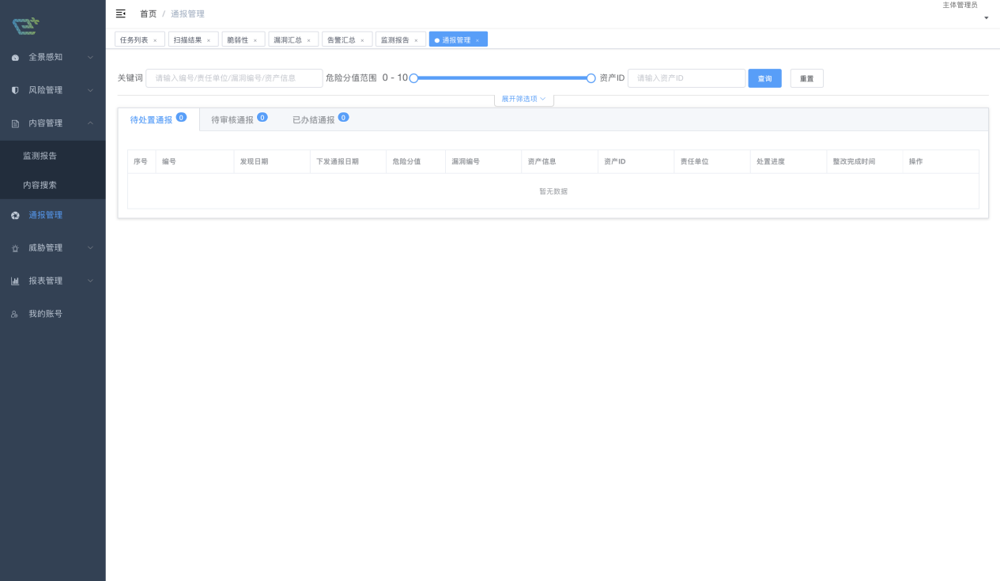 主体管理员
首页 / 通报管理
任务列表 × 扫描结果 × 脆弱性 × 漏洞汇总 × 告警汇总 × 监测报告 × 通报管理 ×
全景感知
风险管理
内容管理
监测报告
内容搜索
通报管理
威胁管理
报表管理
我的账号
关键词 请输入编号/责任单位/漏洞编号/资产信息 危险分值范围 0 - 10 资产ID 请输入资产ID 查询 重置
展开筛选项
待处置通报 0 待审核通报 0 已办结通报 0
序号 编号 发现日期 下发通报日期 危险分值 漏洞编号 资产信息 资产ID 责任单位 处置进度 整改完成时间 操作
暂无数据